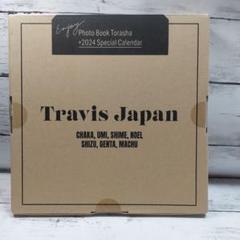 Enjoy
Photo Book Torasha
+2024 Special Calendar
Travis Japan
CHAKA, UMI, SHIME, NOEL
SHIZU, GENTA, MACHU